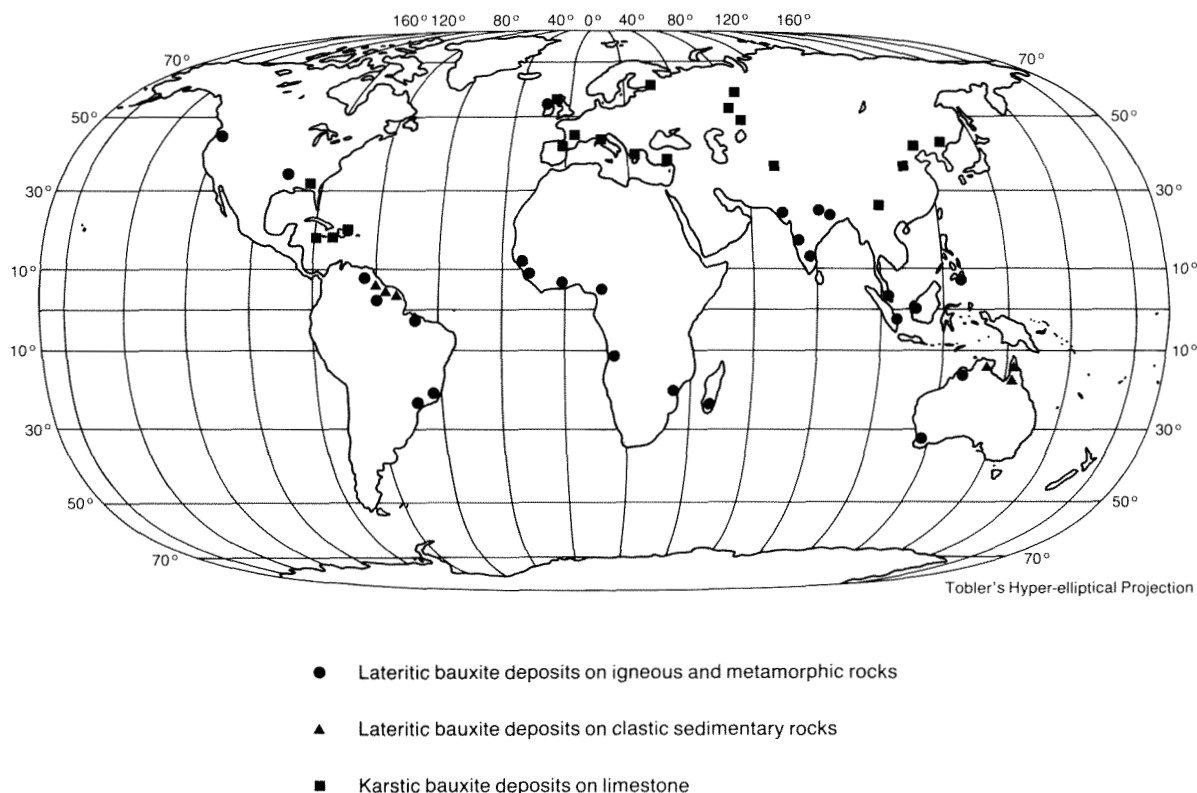 160° 120° 80° 40° 0° 40° 80° 120° 160°
70° 70°
50° 50°
30° 30°
10° 10°
10° 10°
30° 30°
50° 50°
70° 70°
Tobler's Hyper-elliptical Projection
Lateritic bauxite deposits on igneous and metamorphic rocks
Lateritic bauxite deposits on clastic sedimentary rocks
Karstic bauxite deposits on limestone